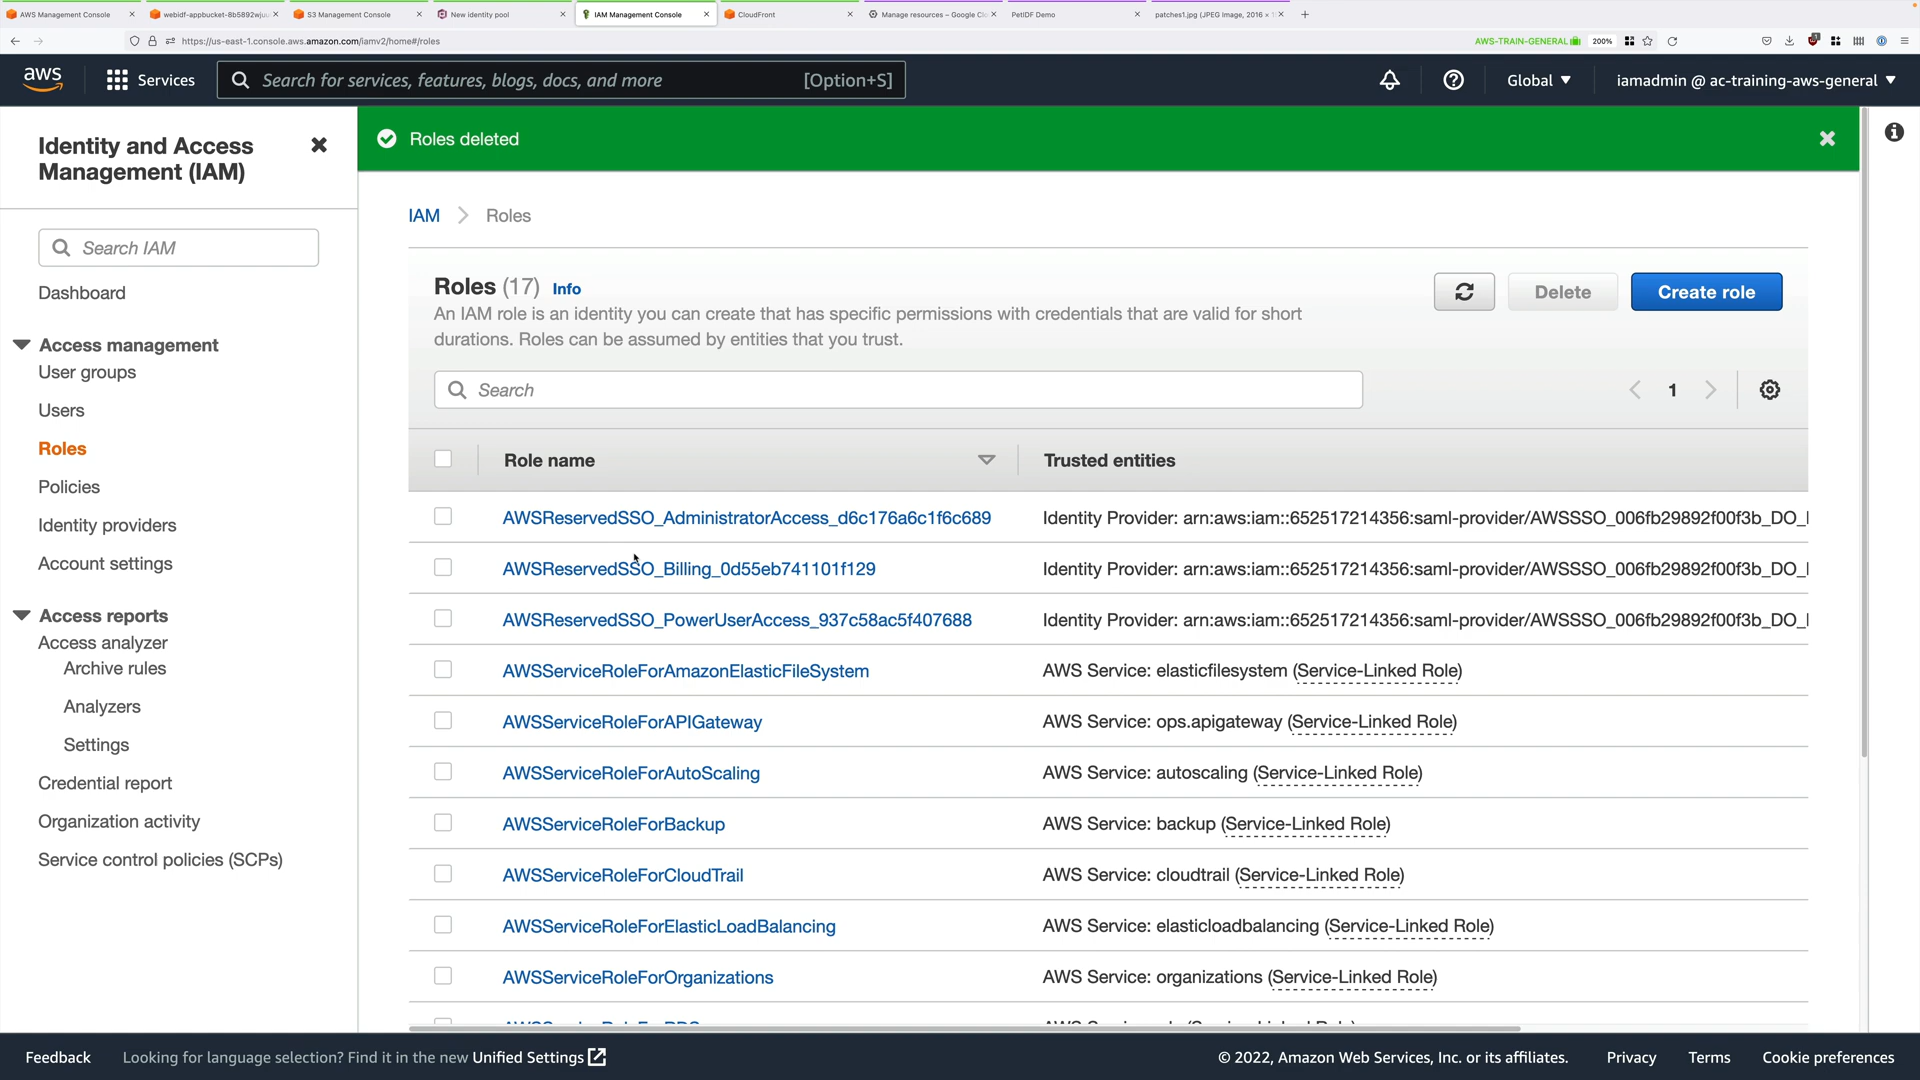 AWS Management Console
webidf-appbucket-8b5892wjuu
S3 Management Console
New identity pool
IAM Management Console
CloudFront
Manage resources – Google Clo
PetIDF Demo
patches1.jpg (JPEG Image, 2016 ×
https://us-east-1.console.aws.amazon.com/iamv2/home#/roles
AWS-TRAIN-GENERAL
200%
aws
Services
Search for services, features, blogs, docs, and more
[Option+S]
Global
iamadmin @ ac-training-aws-general
Identity and Access
Management (IAM)
Search IAM
Dashboard
Access management
User groups
Users
Roles
Policies
Identity providers
Account settings
Access reports
Access analyzer
Archive rules
Analyzers
Settings
Credential report
Organization activity
Service control policies (SCPs)
Roles deleted
IAM
Roles
Roles (17) Info
An IAM role is an identity you can create that has specific permissions with credentials that are valid for short
durations. Roles can be assumed by entities that you trust.
Delete
Create role
Search
1
Role name
Trusted entities
AWSReservedSSO_AdministratorAccess_d6c176a6c1f6c689
Identity Provider: arn:aws:iam::652517214356:saml-provider/AWSSSO_006fb29892f00f3b_DO_
AWSReservedSSO_Billing_0d55eb741101f129
Identity Provider: arn:aws:iam::652517214356:saml-provider/AWSSSO_006fb29892f00f3b_DO_
AWSReservedSSO_PowerUserAccess_937c58ac5f407688
Identity Provider: arn:aws:iam::652517214356:saml-provider/AWSSSO_006fb29892f00f3b_DO_
AWSServiceRoleForAmazonElasticFileSystem
AWS Service: elasticfilesystem (Service-Linked Role)
AWSServiceRoleForAPIGateway
AWS Service: ops.apigateway (Service-Linked Role)
AWSServiceRoleForAutoScaling
AWS Service: autoscaling (Service-Linked Role)
AWSServiceRoleForBackup
AWS Service: backup (Service-Linked Role)
AWSServiceRoleForCloudTrail
AWS Service: cloudtrail (Service-Linked Role)
AWSServiceRoleForElasticLoadBalancing
AWS Service: elasticloadbalancing (Service-Linked Role)
AWSServiceRoleForOrganizations
AWS Service: organizations (Service-Linked Role)
Feedback
Looking for language selection? Find it in the new Unified Settings
© 2022, Amazon Web Services, Inc. or its affiliates.
Privacy
Terms
Cookie preferences